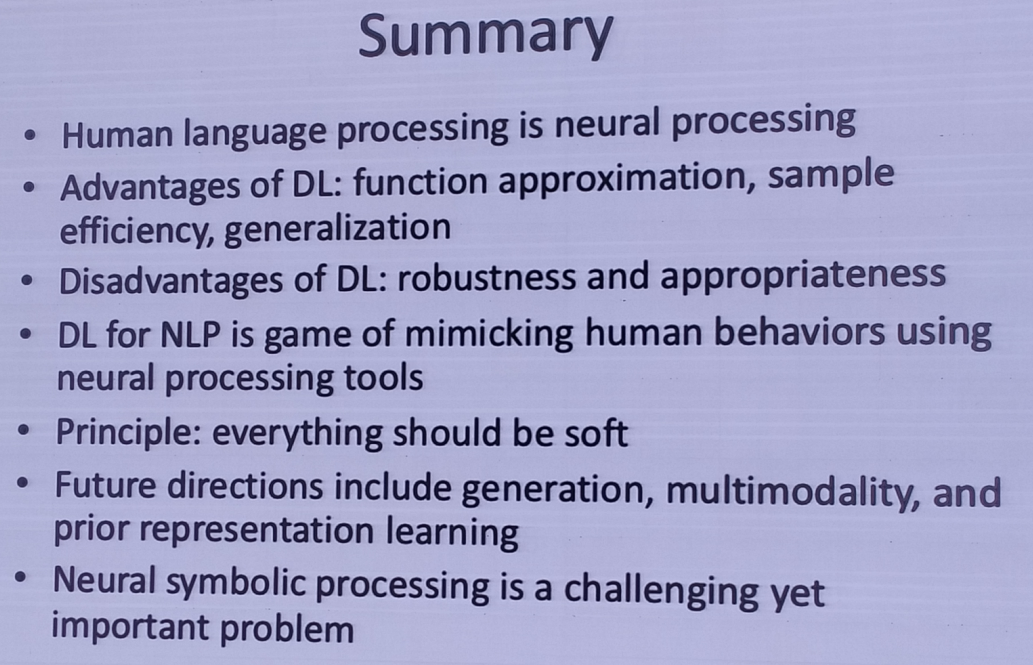 Summary
• Human language processing is neural processing
• Advantages of DL: function approximation, sample
efficiency, generalization
• Disadvantages of DL: robustness and appropriateness
• DL for NLP is game of mimicking human behaviors using
neural processing tools
• Principle: everything should be soft
• Future directions include generation, multimodality, and
prior representation learning
• Neural symbolic processing is a challenging yet
important problem